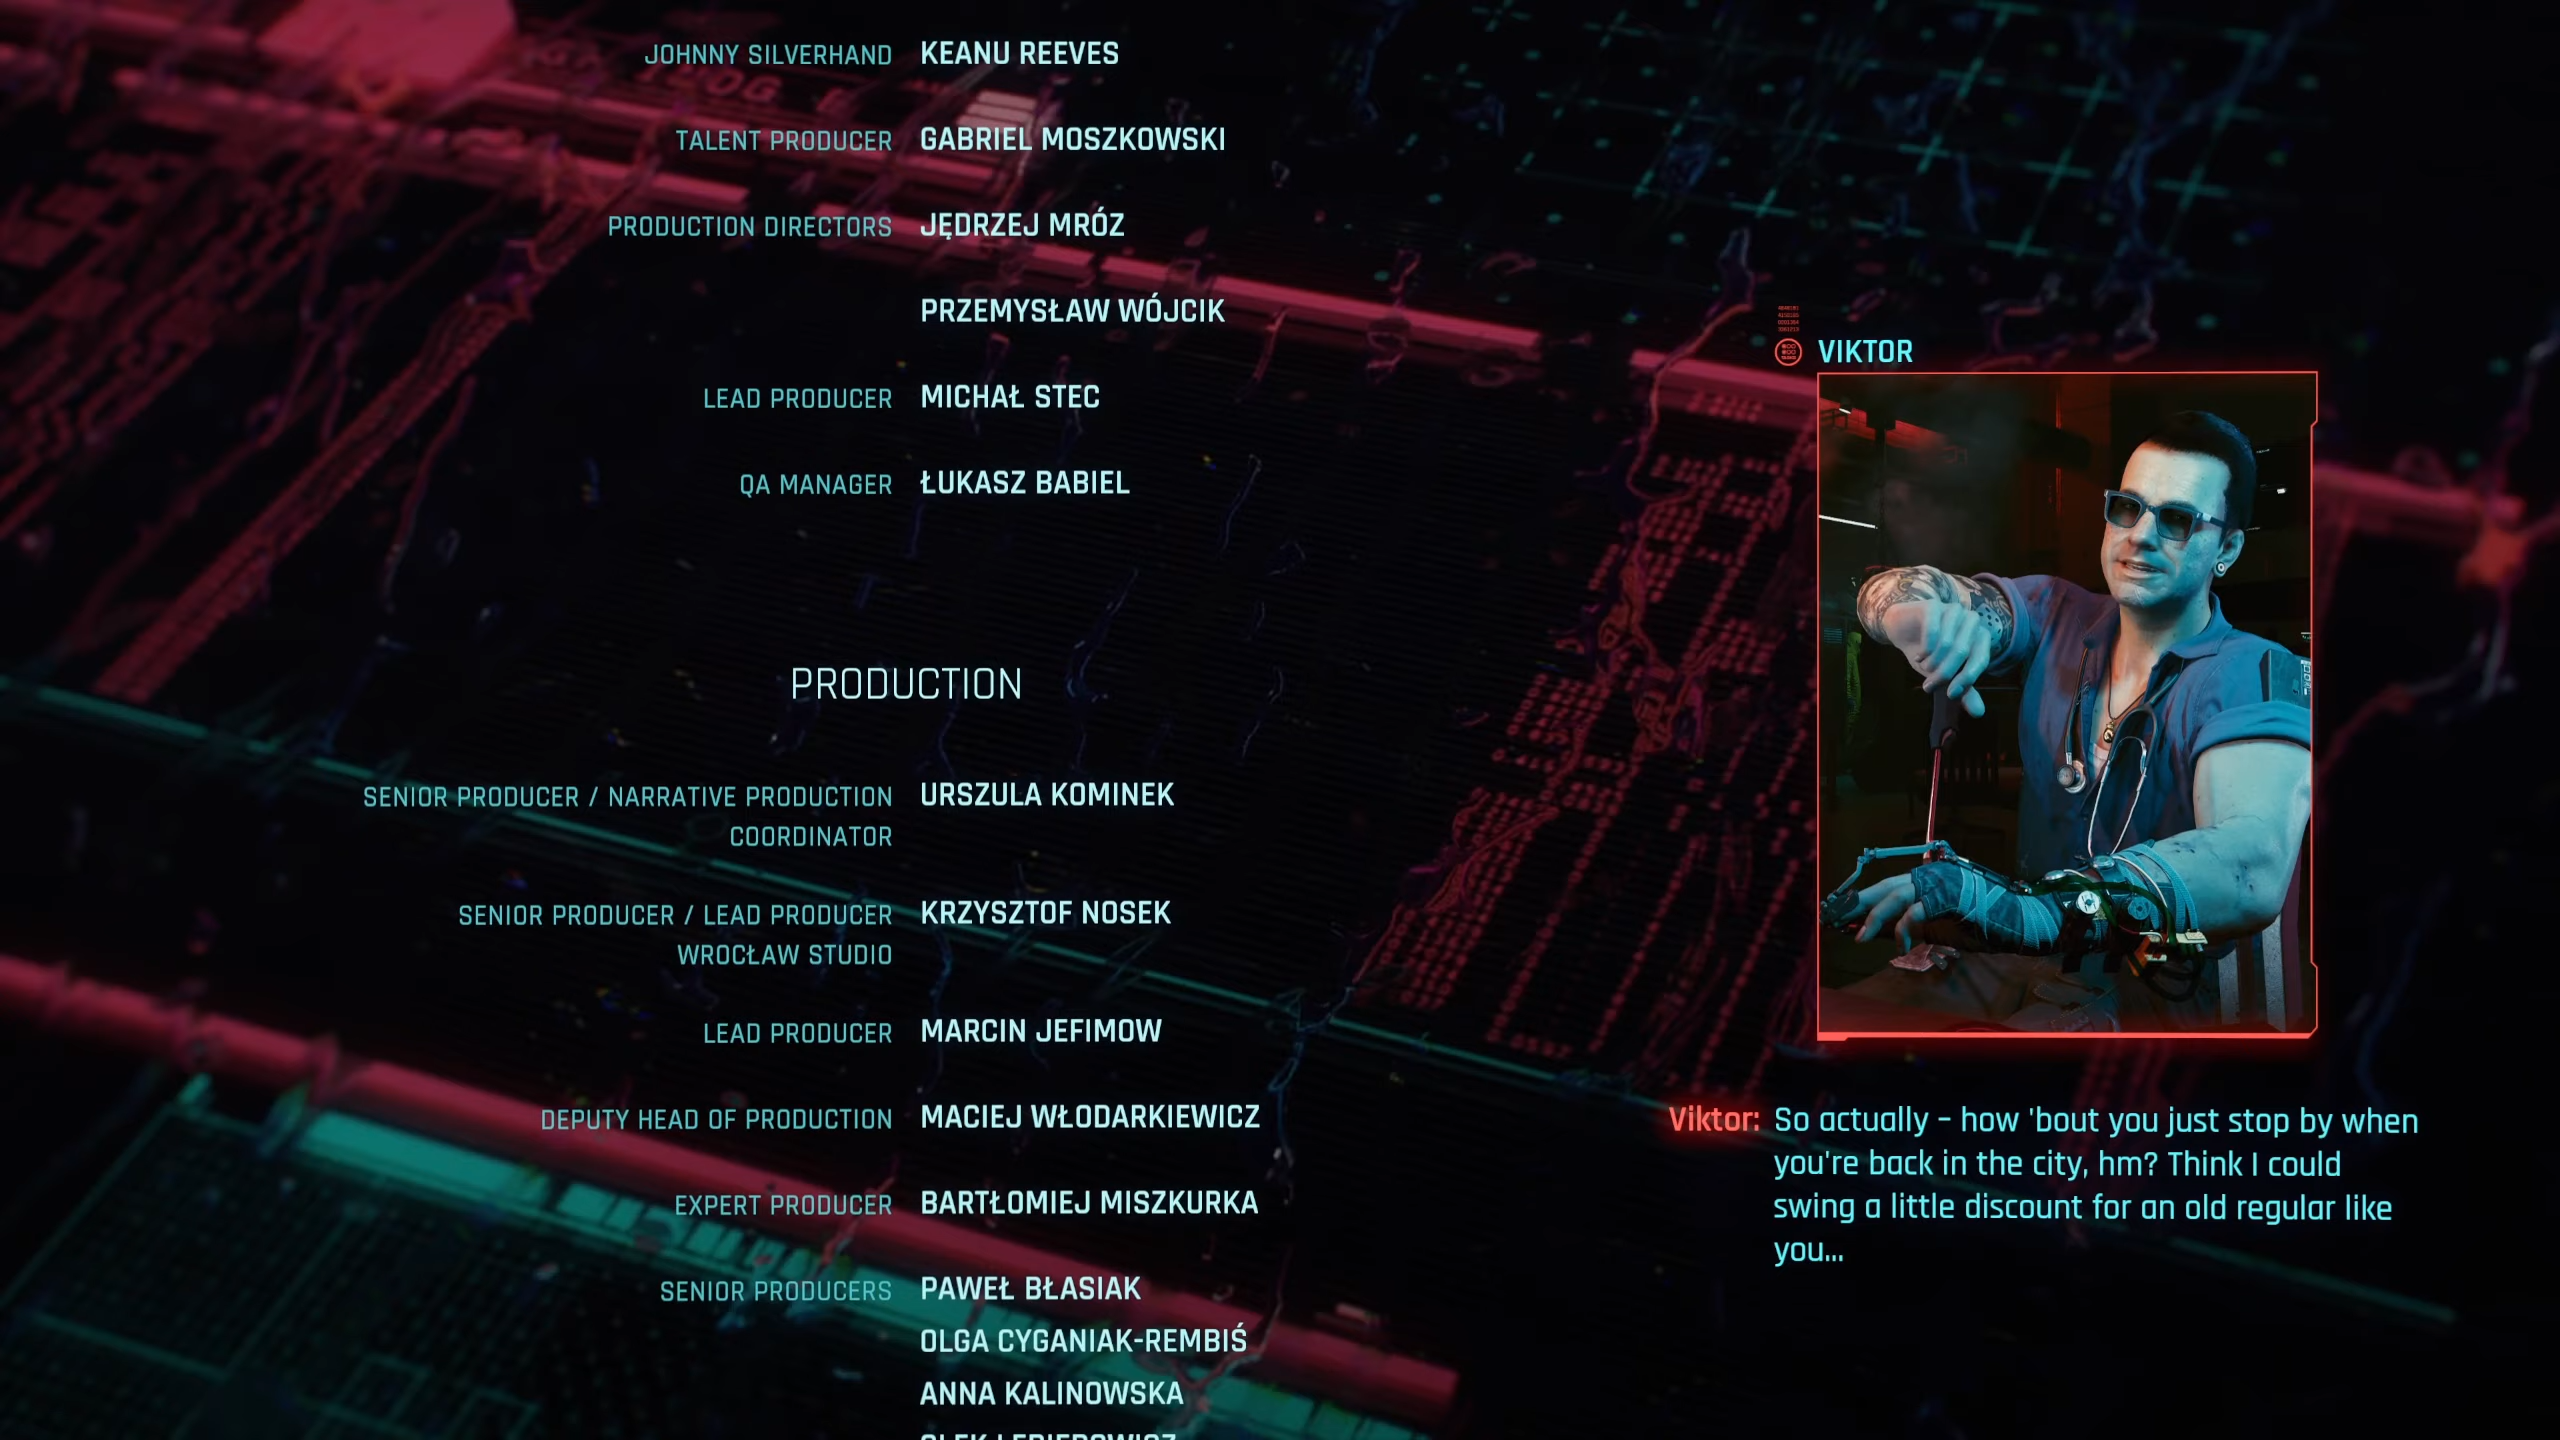 JOHNNY SILVERHAND KEANU REEVES
TALENT PRODUCER GABRIEL MOSZKOWSKI
PRODUCTION DIRECTORS JĘDRZEJ MRÓZ
PRZEMYSŁAW WÓJCIK
LEAD PRODUCER MICHAŁ STEC
QA MANAGER ŁUKASZ BABIEL
PRODUCTION
SENIOR PRODUCER / NARRATIVE PRODUCTION URSZULA KOMINEK
COORDINATOR
SENIOR PRODUCER / LEAD PRODUCER KRZYSZTOF NOSEK
WROCŁAW STUDIO
LEAD PRODUCER MARCIN JEFIMOW
DEPUTY HEAD OF PRODUCTION MACIEJ WŁODARKIEWICZ
EXPERT PRODUCER BARTŁOMIEJ MISZKURKA
SENIOR PRODUCERS PAWEŁ BŁASIAK
OLGA CYGANIAK-REMBIŚ
ANNA KALINOWSKA
VIKTOR
Viktor: So actually – how 'bout you just stop by when
you're back in the city, hm? Think I could
swing a little discount for an old regular like
you...